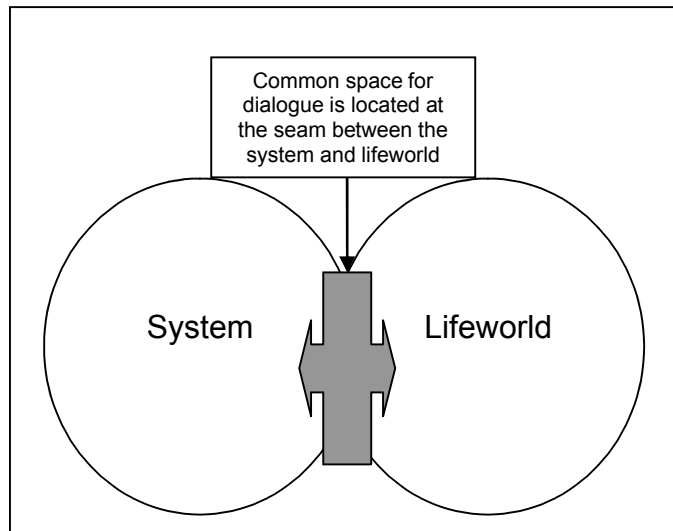 Common space for
dialogue is located at
the seam between the
system and lifeworld
System
Lifeworld